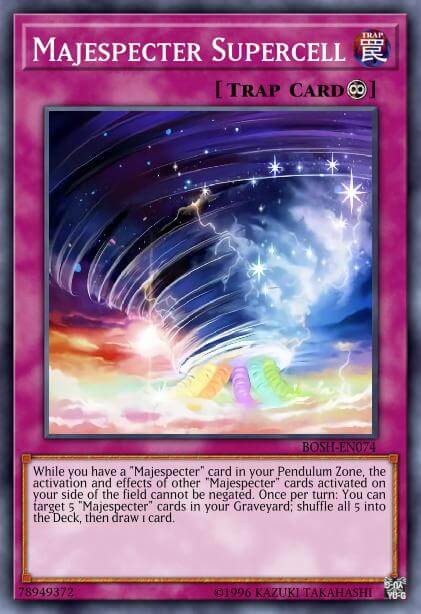 Majespecter Supercell
TRAP
罠
[Trap Card]
BOSH-EN074
While you have a "Majespecter" card in your Pendulum Zone, the
activation and effects of other "Majespecter" cards activated on
your side of the field cannot be negated. Once per turn: You can
target 5 "Majespecter" cards in your Graveyard; shuffle all 5 into
the Deck, then draw 1 card.
78949372
©1996 KAZUKI TAKAHASHI